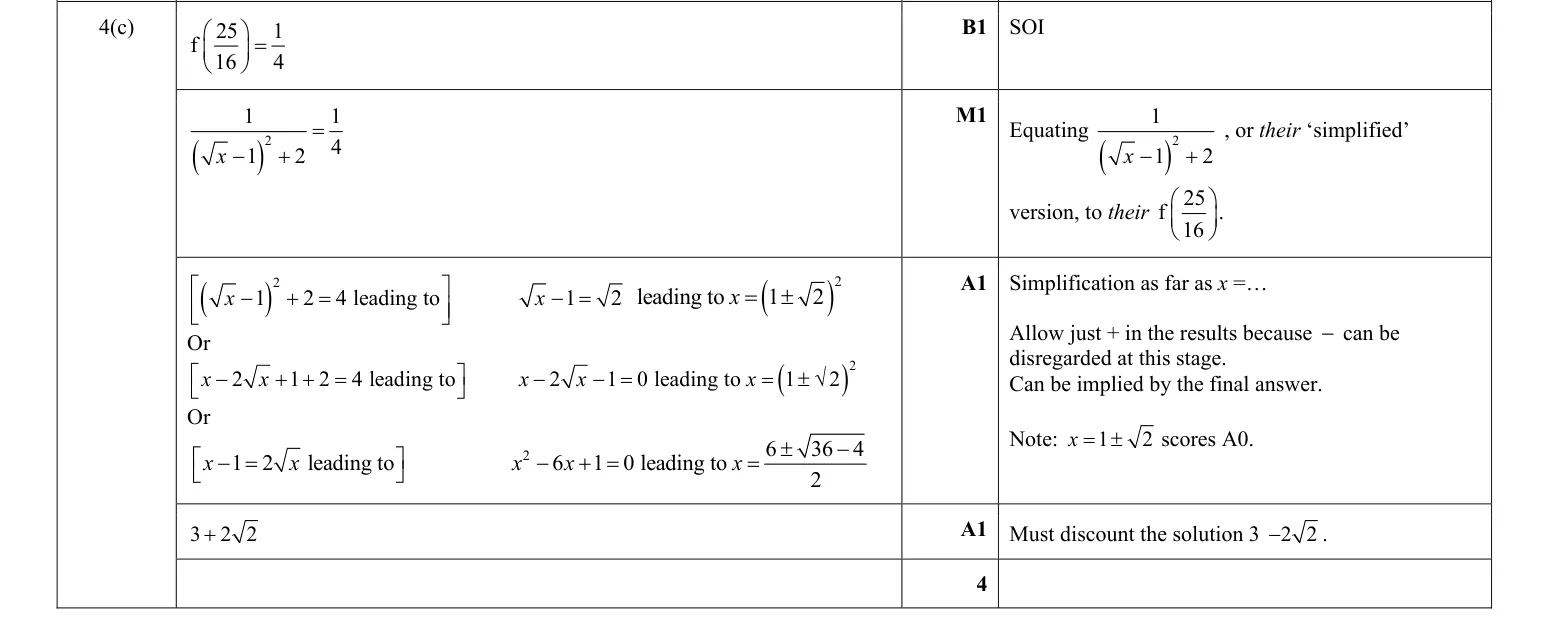 4(c) f(25/16) = 1/4 B1 SOI
1/((√x − 1)² + 2) = 1/4 M1 Equating 1/((√x − 1)² + 2) , or their ‘simplified’
version, to their f(25/16).
[(√x − 1)² + 2 = 4 leading to] √x − 1 = √2 leading to x = (1 ± √2)² A1 Simplification as far as x =…
Or
Allow just + in the results because − can be
disregarded at this stage.
[x − 2√x + 1 + 2 = 4 leading to] x − 2√x − 1 = 0 leading to x = (1 ± √2)²
Can be implied by the final answer.
Or
Note: x = 1 ± √2 scores A0.
[x − 1 = 2√x leading to] x² − 6x + 1 = 0 leading to x = (6 ± √(36 − 4))/2
3 + 2√2 A1 Must discount the solution 3 −2√2 .
4